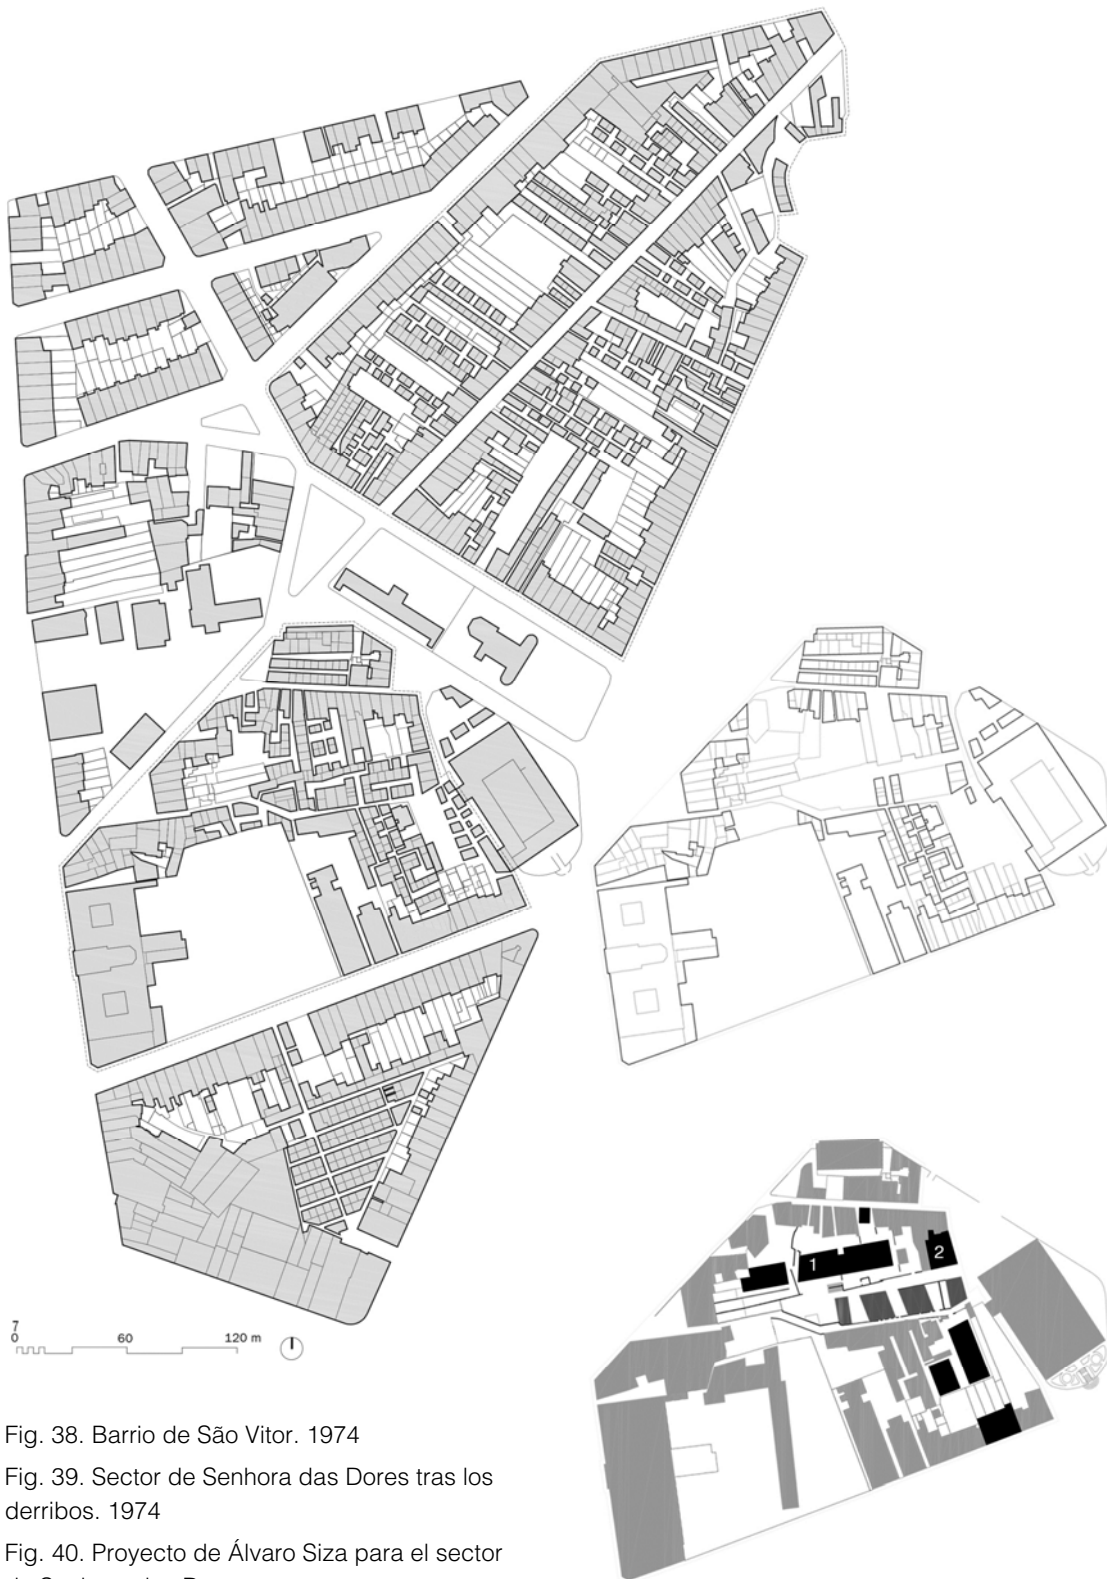 1
2
7
0
60
120 m
Fig. 38. Barrio de São Vitor. 1974
Fig. 39. Sector de Senhora das Dores tras los
derribos. 1974
Fig. 40. Proyecto de Álvaro Siza para el sector